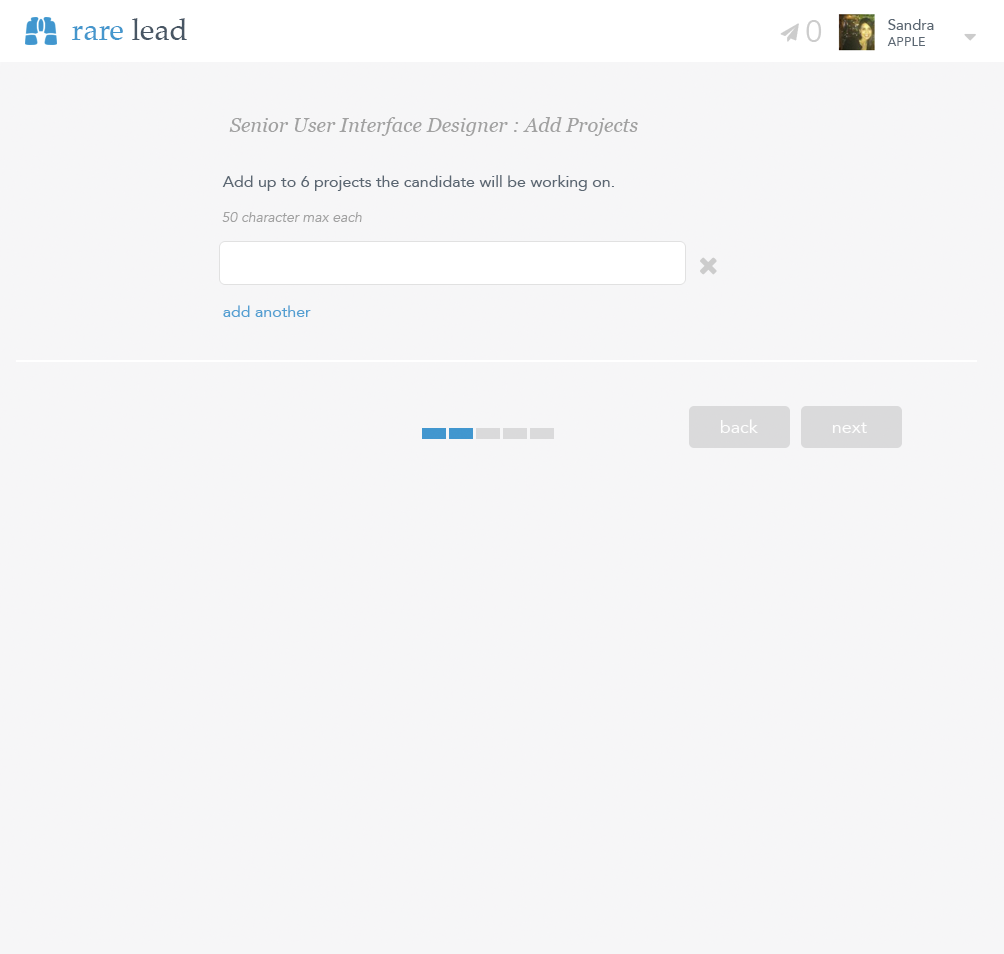 rare lead
0
Sandra
APPLE
Senior User Interface Designer : Add Projects
Add up to 6 projects the candidate will be working on.
50 character max each
add another
back
next